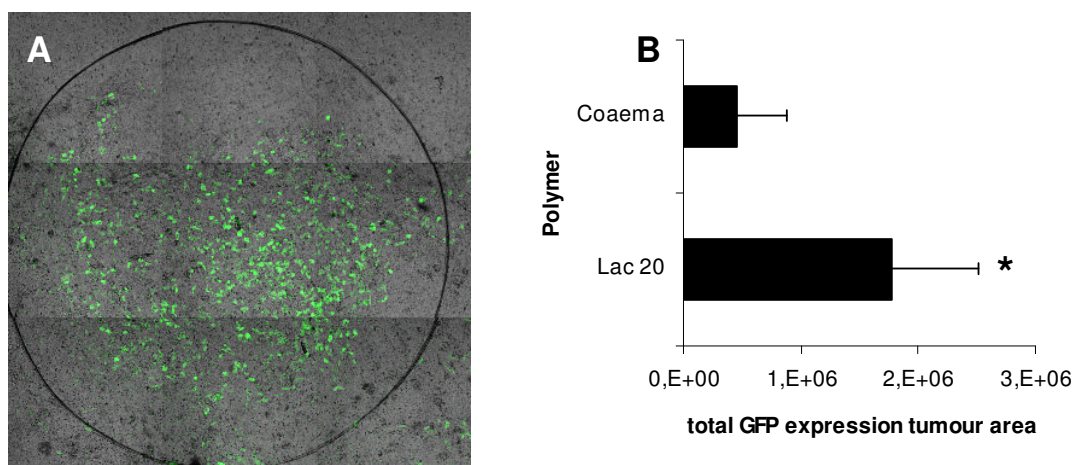 A
B
Coaema
Polymer
Lac 20
*
0,E+00 1,E+06 2,E+06 3,E+06
total GFP expression tumour area